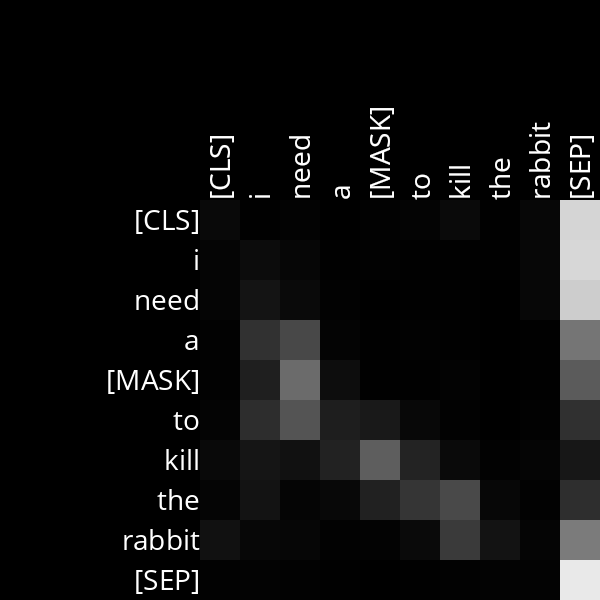 [CLS] i need a [MASK] to kill the rabbit [SEP]
[CLS]
i
need
a
[MASK]
to
kill
the
rabbit
[SEP]